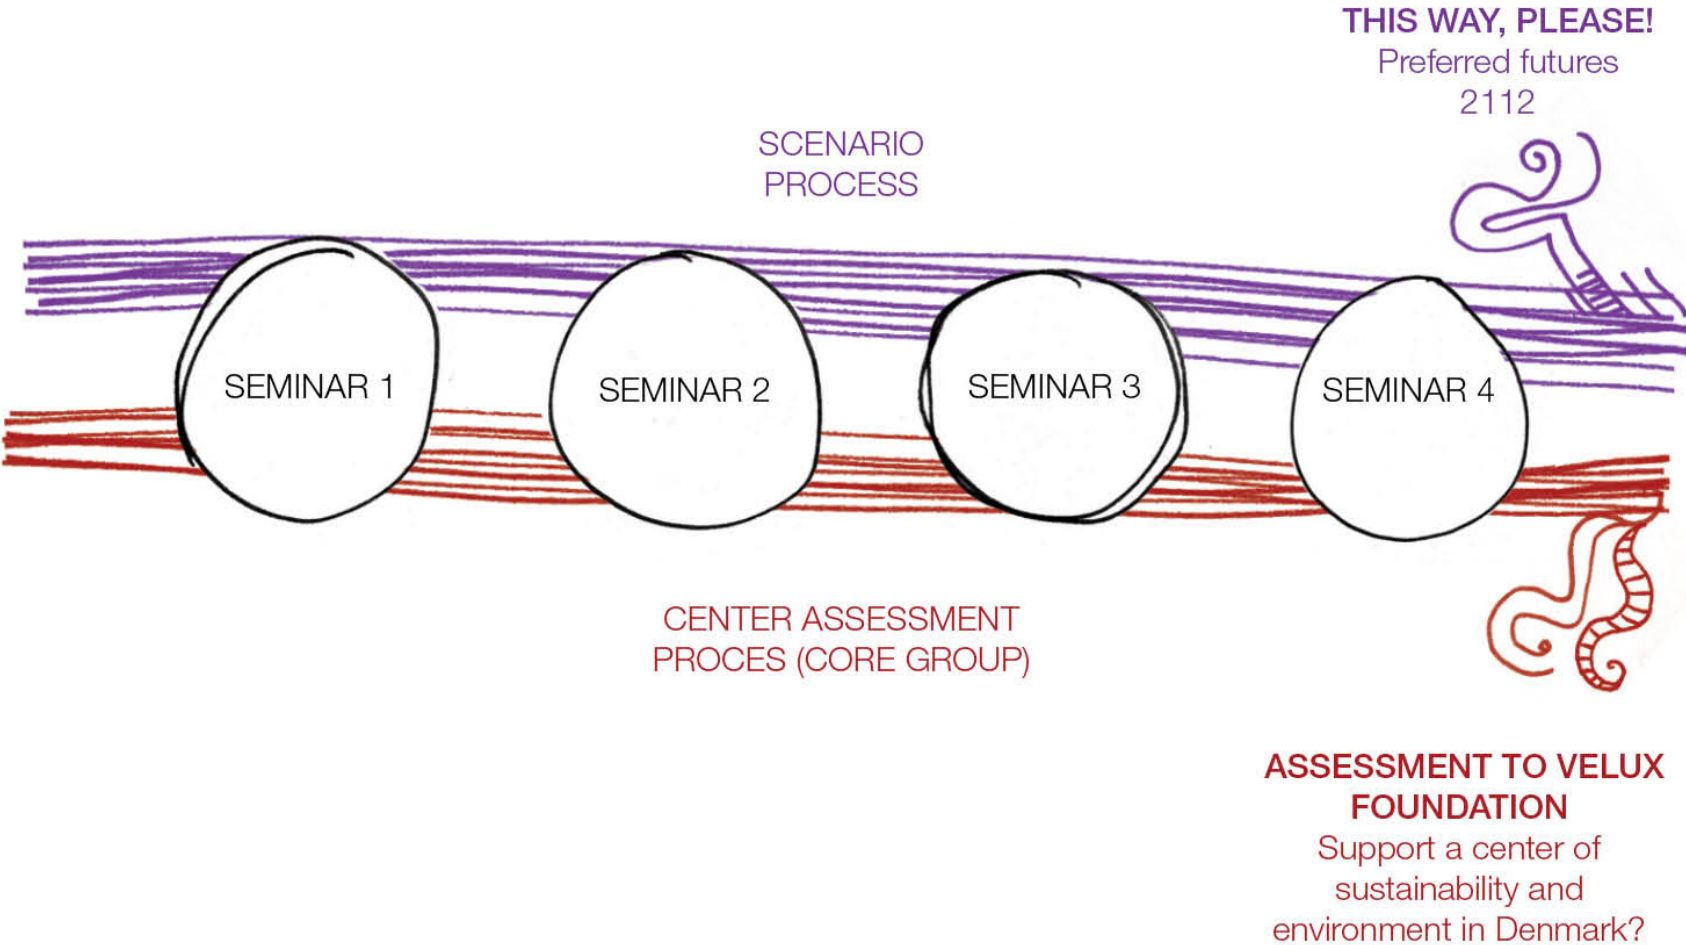 THIS WAY, PLEASE!
Preferred futures
2112
SCENARIO
PROCESS
SEMINAR 1
SEMINAR 2
SEMINAR 3
SEMINAR 4
CENTER ASSESSMENT
PROCES (CORE GROUP)
ASSESSMENT TO VELUX
FOUNDATION
Support a center of
sustainability and
environment in Denmark?